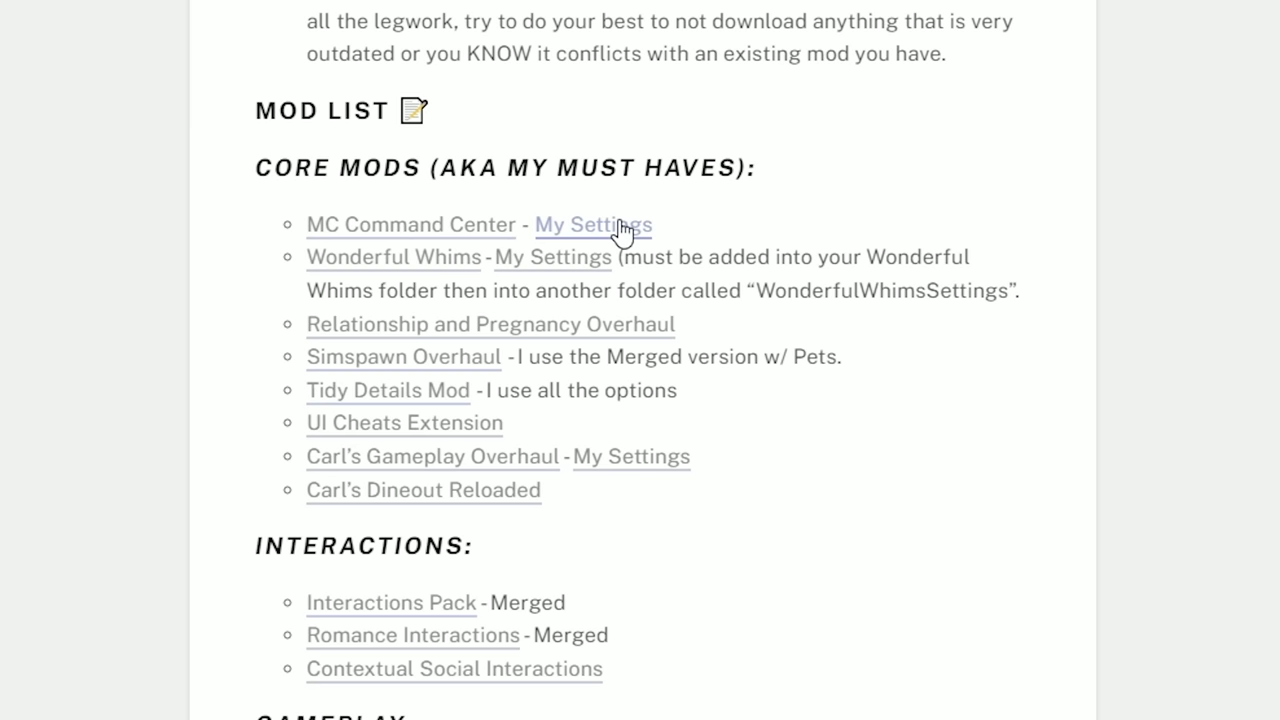 all the legwork, try to do your best to not download anything that is very
outdated or you KNOW it conflicts with an existing mod you have.
MOD LIST 📝
CORE MODS (AKA MY MUST HAVES):
MC Command Center - My Settings
Wonderful Whims - My Settings (must be added into your Wonderful
Whims folder then into another folder called “WonderfulWhimsSettings”.
Relationship and Pregnancy Overhaul
Simspawn Overhaul - I use the Merged version w/ Pets.
Tidy Details Mod - I use all the options
UI Cheats Extension
Carl’s Gameplay Overhaul - My Settings
Carl’s Dineout Reloaded
INTERACTIONS:
Interactions Pack - Merged
Romance Interactions - Merged
Contextual Social Interactions
GAMEPLAY